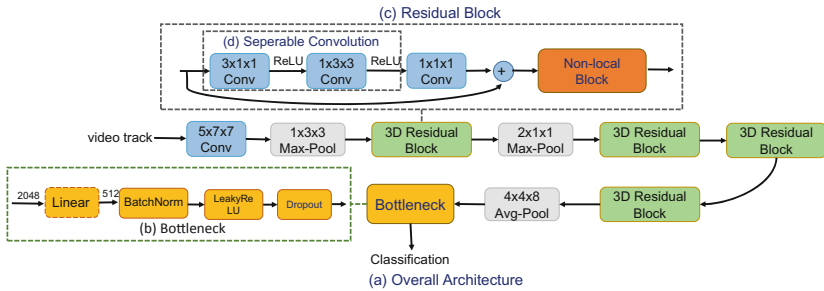 (c) Residual Block
(d) Seperable Convolution
3x1x1
Conv
ReLU
1x3x3
Conv
ReLU
1x1x1
Conv
+
Non-local
Block
video track
5x7x7
Conv
1x3x3
Max-Pool
3D Residual
Block
2x1x1
Max-Pool
3D Residual
Block
3D Residual
Block
2048
Linear
512
BatchNorm
LeakyRe
LU
Dropout
(b) Bottleneck
Bottleneck
4x4x8
Avg-Pool
3D Residual
Block
Classification
(a) Overall Architecture